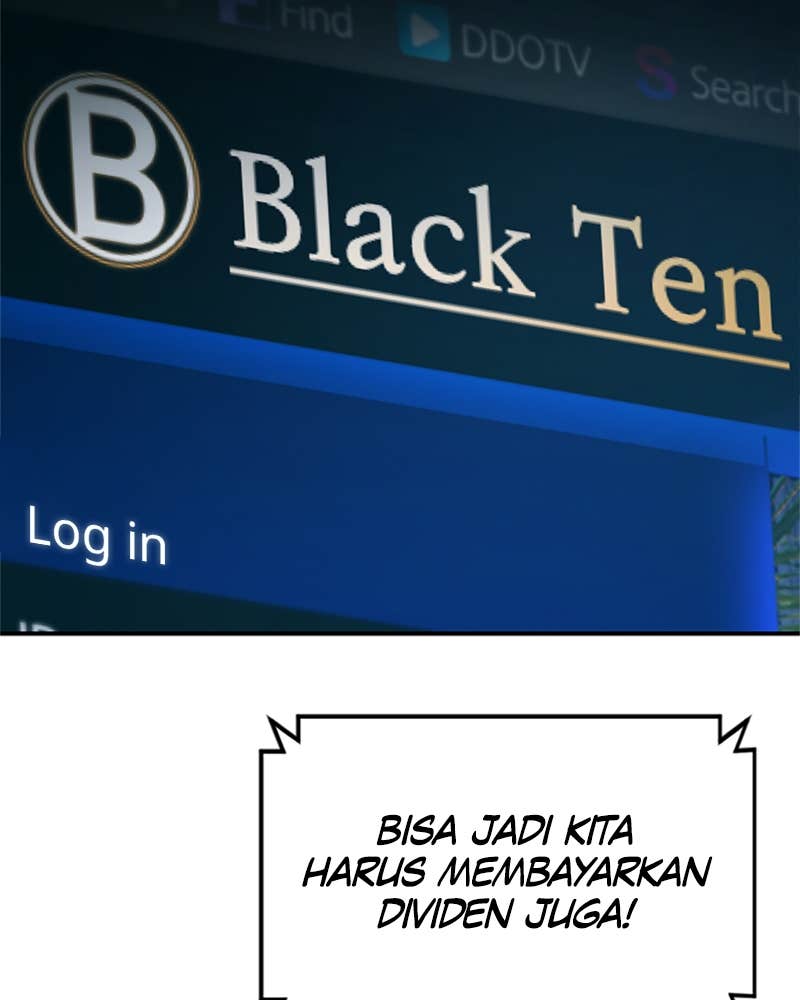 Find
DDOTV
Search
B
Black Ten
Log in
BISA JADI KITA
HARUS MEMBAYARKAN
DIVIDEN JUGA!